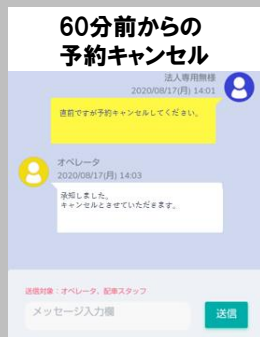 60分前からの
予約キャンセル
法人専用無様
2020/08/17(月) 14:01
直前ですが予約キャンセルしてください。
オペレータ
2020/08/17(月) 14:03
承知しました。
キャンセルとさせていただきます。
送信対象：オペレータ、配車スタッフ
メッセージ入力欄
送信